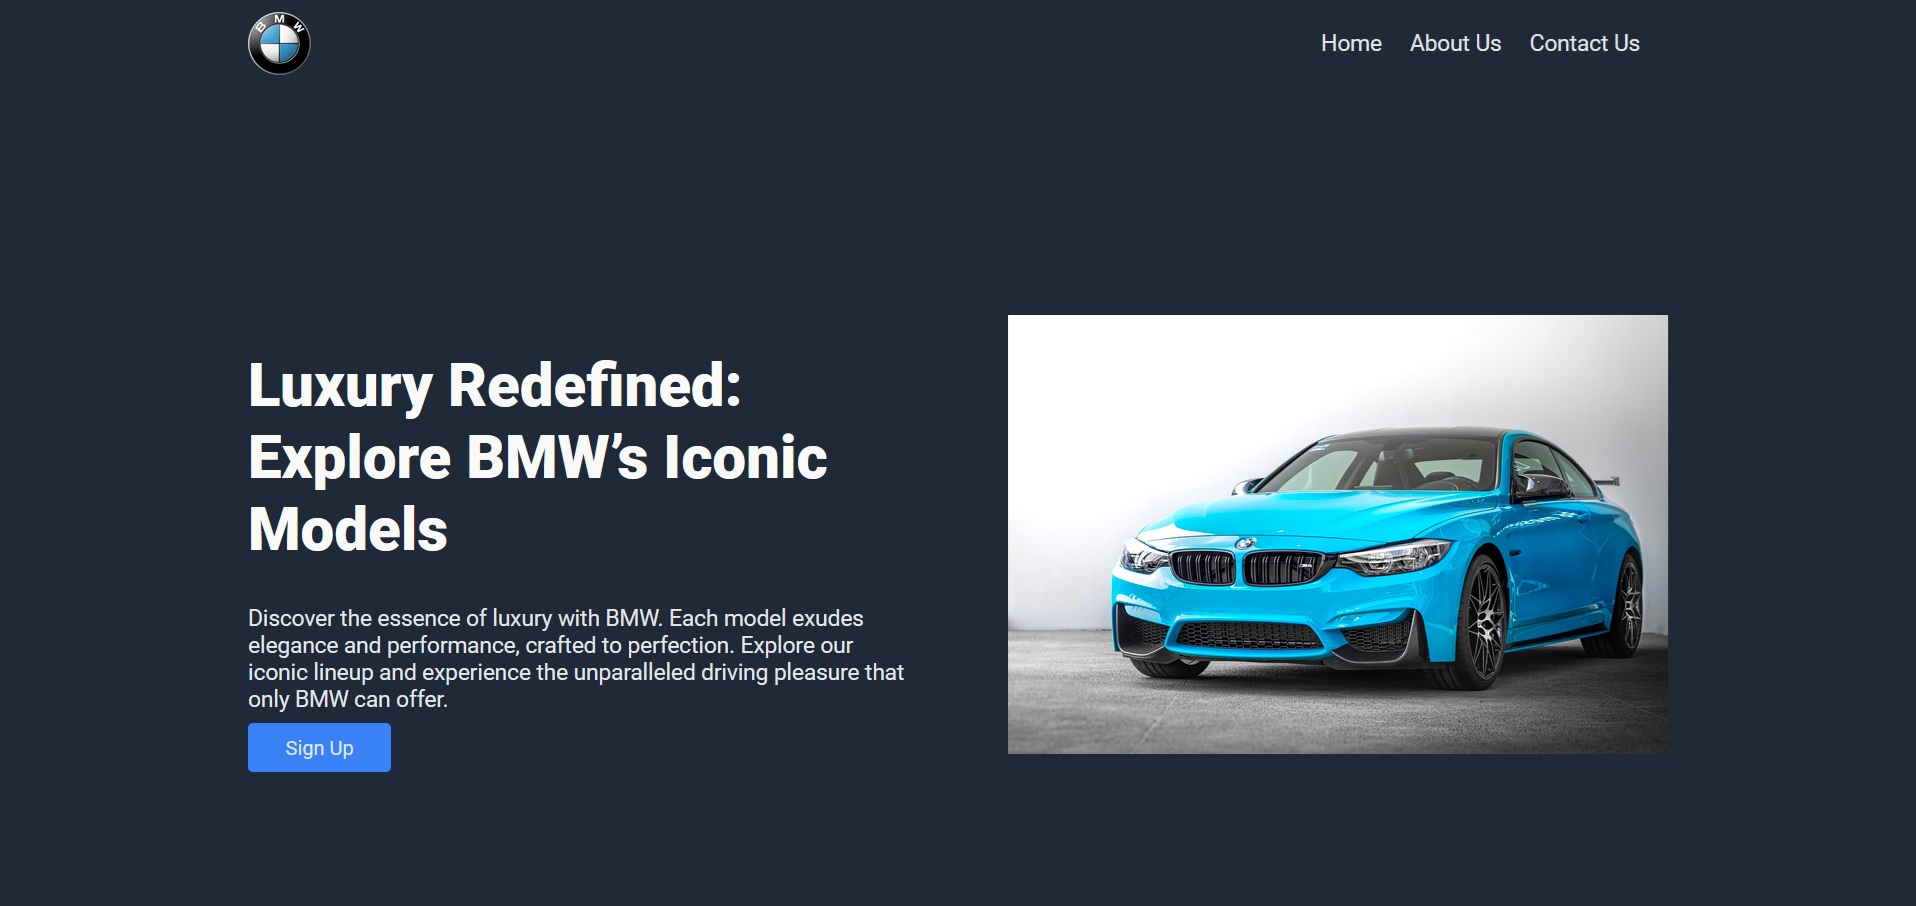 BMW
Home About Us Contact Us
Luxury Redefined:
Explore BMW’s Iconic
Models
Discover the essence of luxury with BMW. Each model exudes
elegance and performance, crafted to perfection. Explore our
iconic lineup and experience the unparalleled driving pleasure that
only BMW can offer.
Sign Up